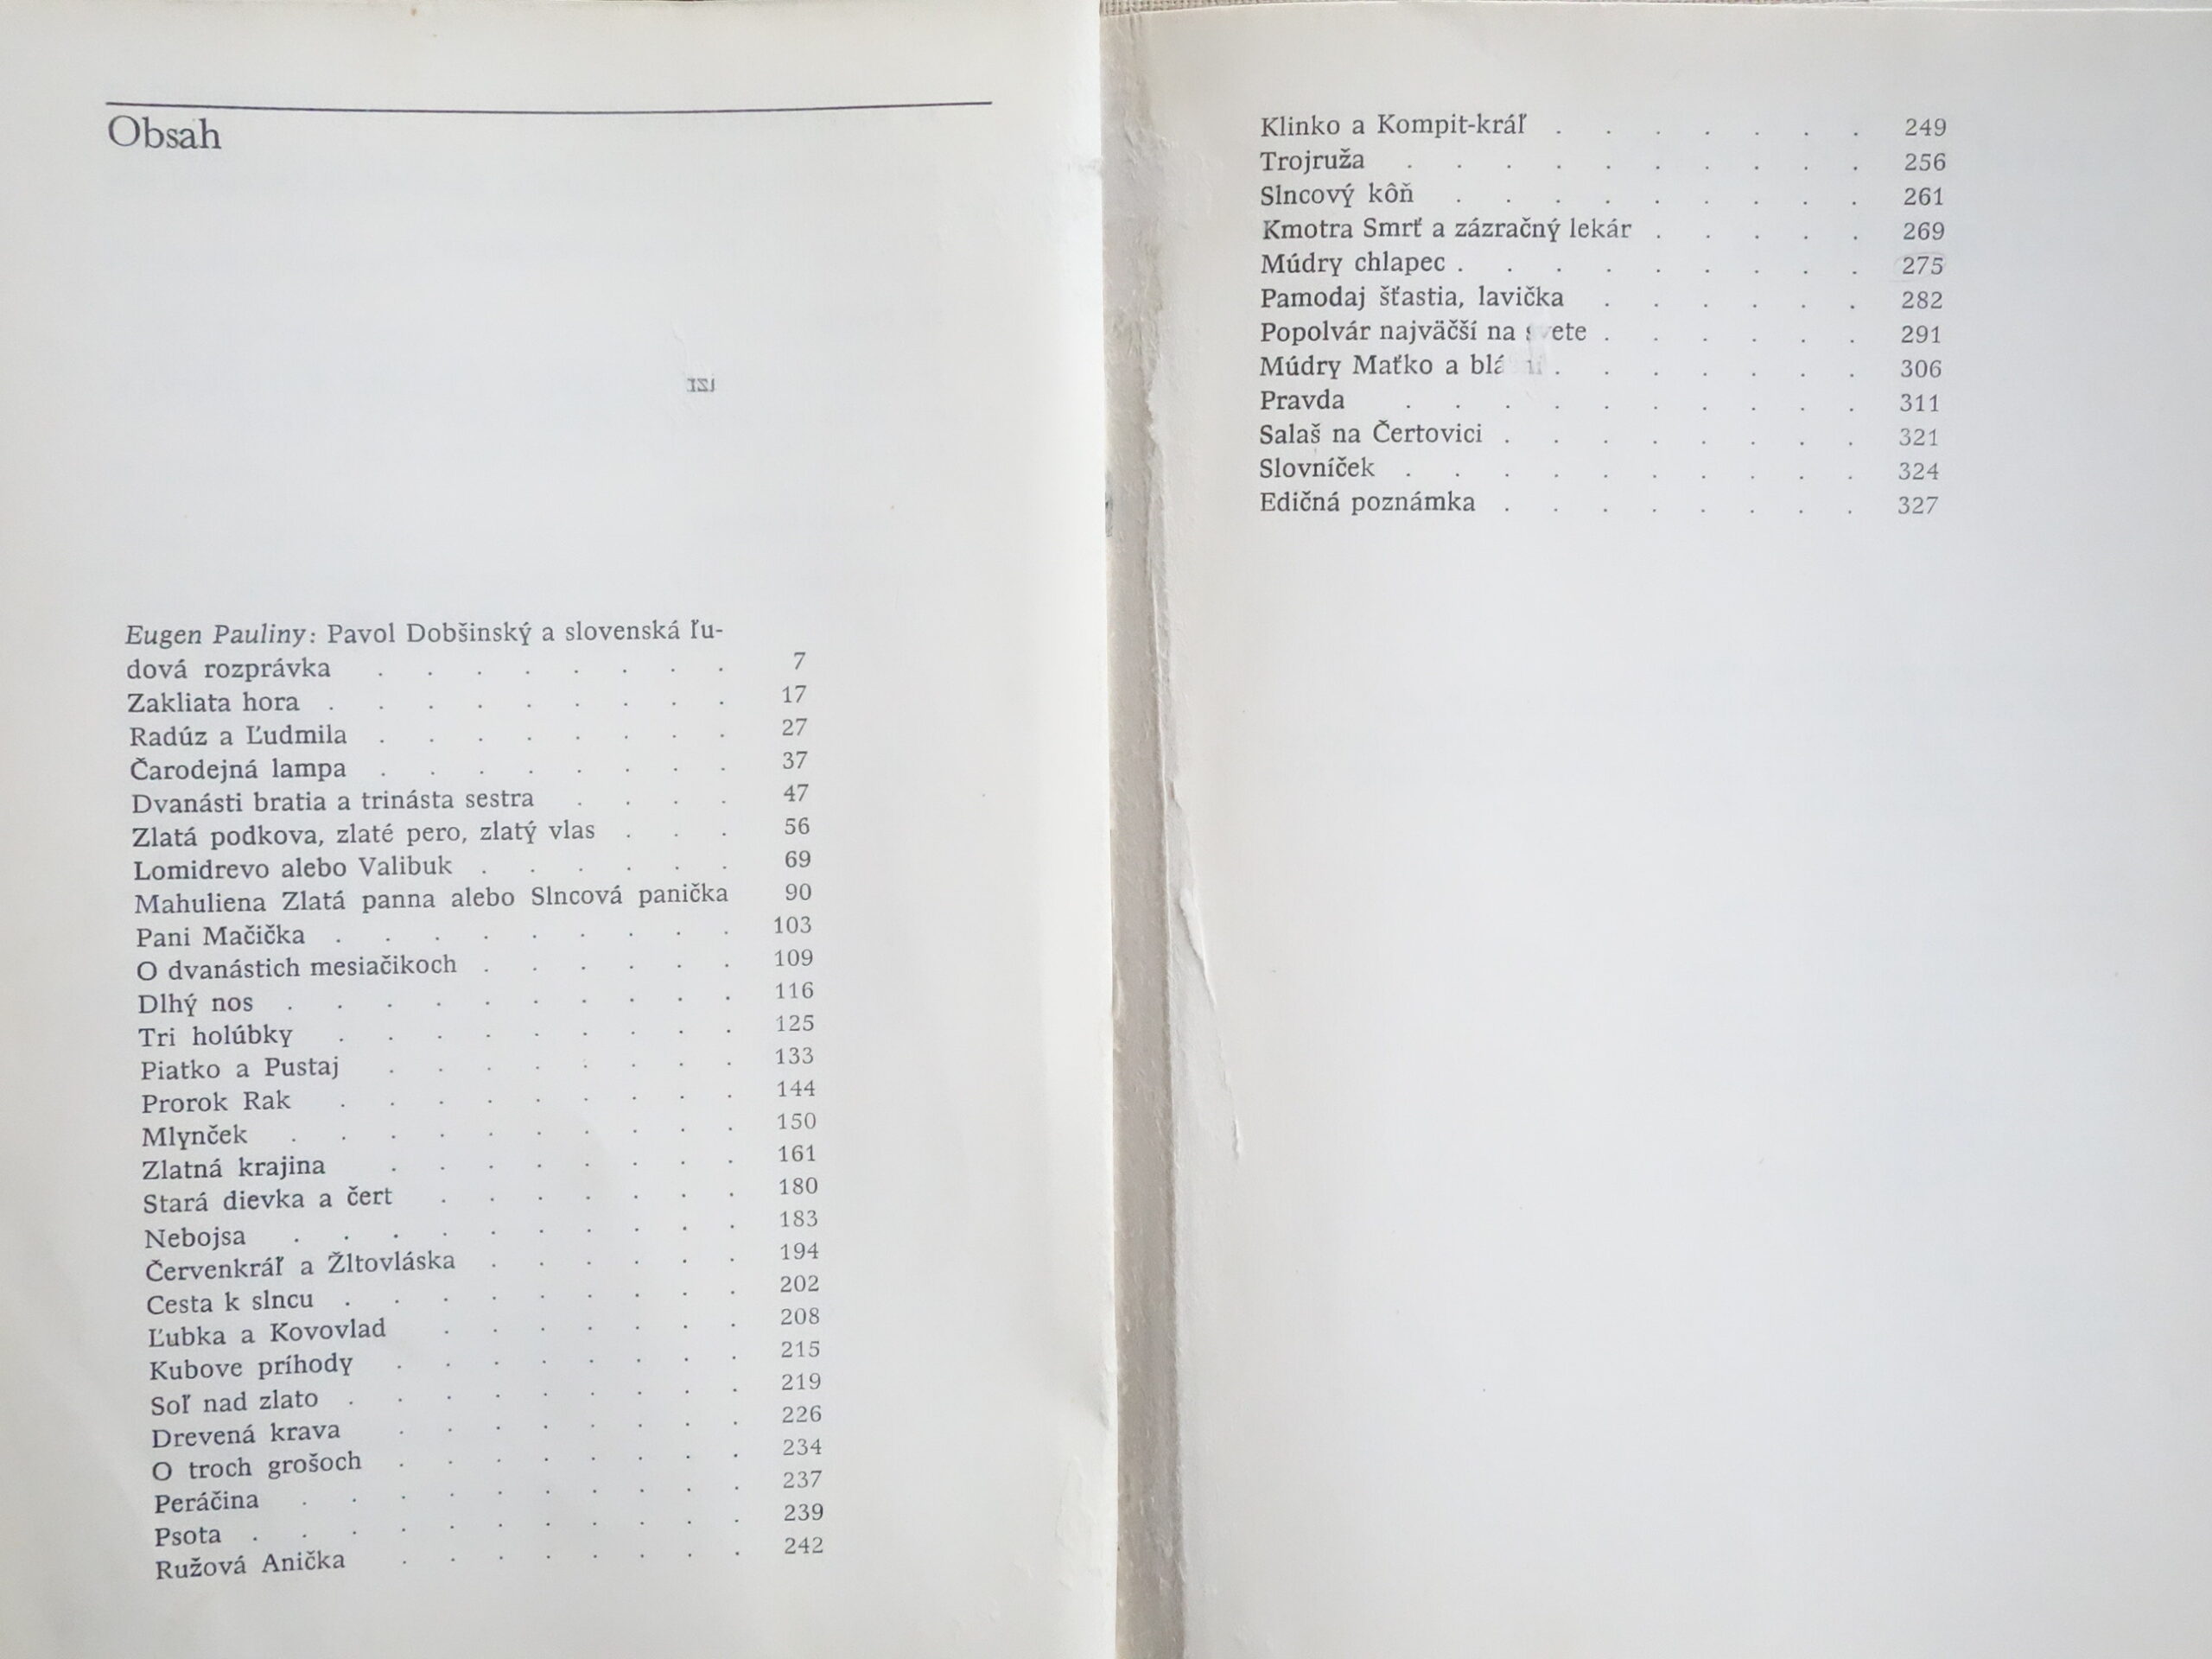 Obsah
Eugen Pauliny: Pavol Dobšinský a slovenská ľu-
dová rozprávka . . . . . . . . 7
Zakliata hora . . . . . . . . . 17
Radúz a Ľudmila . . . . . . . . 27
Čarodejná lampa . . . . . . . . 37
Dvanásti bratia a trinásta sestra . . . . 47
Zlatá podkova, zlaté pero, zlatý vlas . . . 56
Lomidrevo alebo Valibuk . . . . . . 69
Mahuliena Zlatá panna alebo Slncová panička 90
Pani Mačička . . . . . . . . . 103
O dvanástich mesiačikoch . . . . . . 109
Dlhý nos . . . . . . . . . . 116
Tri holúbky . . . . . . . . . 125
Piatko a Pustaj . . . . . . . . 133
Prorok Rak . . . . . . . . . 144
Mlynček . . . . . . . . . . 150
Zlatná krajina . . . . . . . . 161
Stará dievka a čert . . . . . . . 180
Nebojsa . . . . . . . . . . 183
Červenkráľ a Žltovláska . . . . . . 194
Cesta k slncu . . . . . . . . . 202
Ľubka a Kovovlad . . . . . . . 208
Kubove príhody . . . . . . . . 215
Soľ nad zlato . . . . . . . . . 219
Drevená krava . . . . . . . . 226
O troch grošoch . . . . . . . . 234
Peráčina . . . . . . . . . . 237
Psota . . . . . . . . . . . 239
Ružová Anička . . . . . . . . 242
Klinko a Kompit-kráľ . . . . . . . 249
Trojruža . . . . . . . . . . 256
Slncový kôň . . . . . . . . . 261
Kmotra Smrť a zázračný lekár . . . . . 269
Múdry chlapec . . . . . . . . . 275
Pamodaj šťastia, lavička . . . . . . 282
Popolvár najväčší na svete . . . . . . 291
Múdry Maťko a . . . . . . . 306
Pravda . . . . . . . . . . 311
Salaš na Čertovici . . . . . . . . 321
Slovníček . . . . . . . . . . 324
Edičná poznámka . . . . . . . . 327